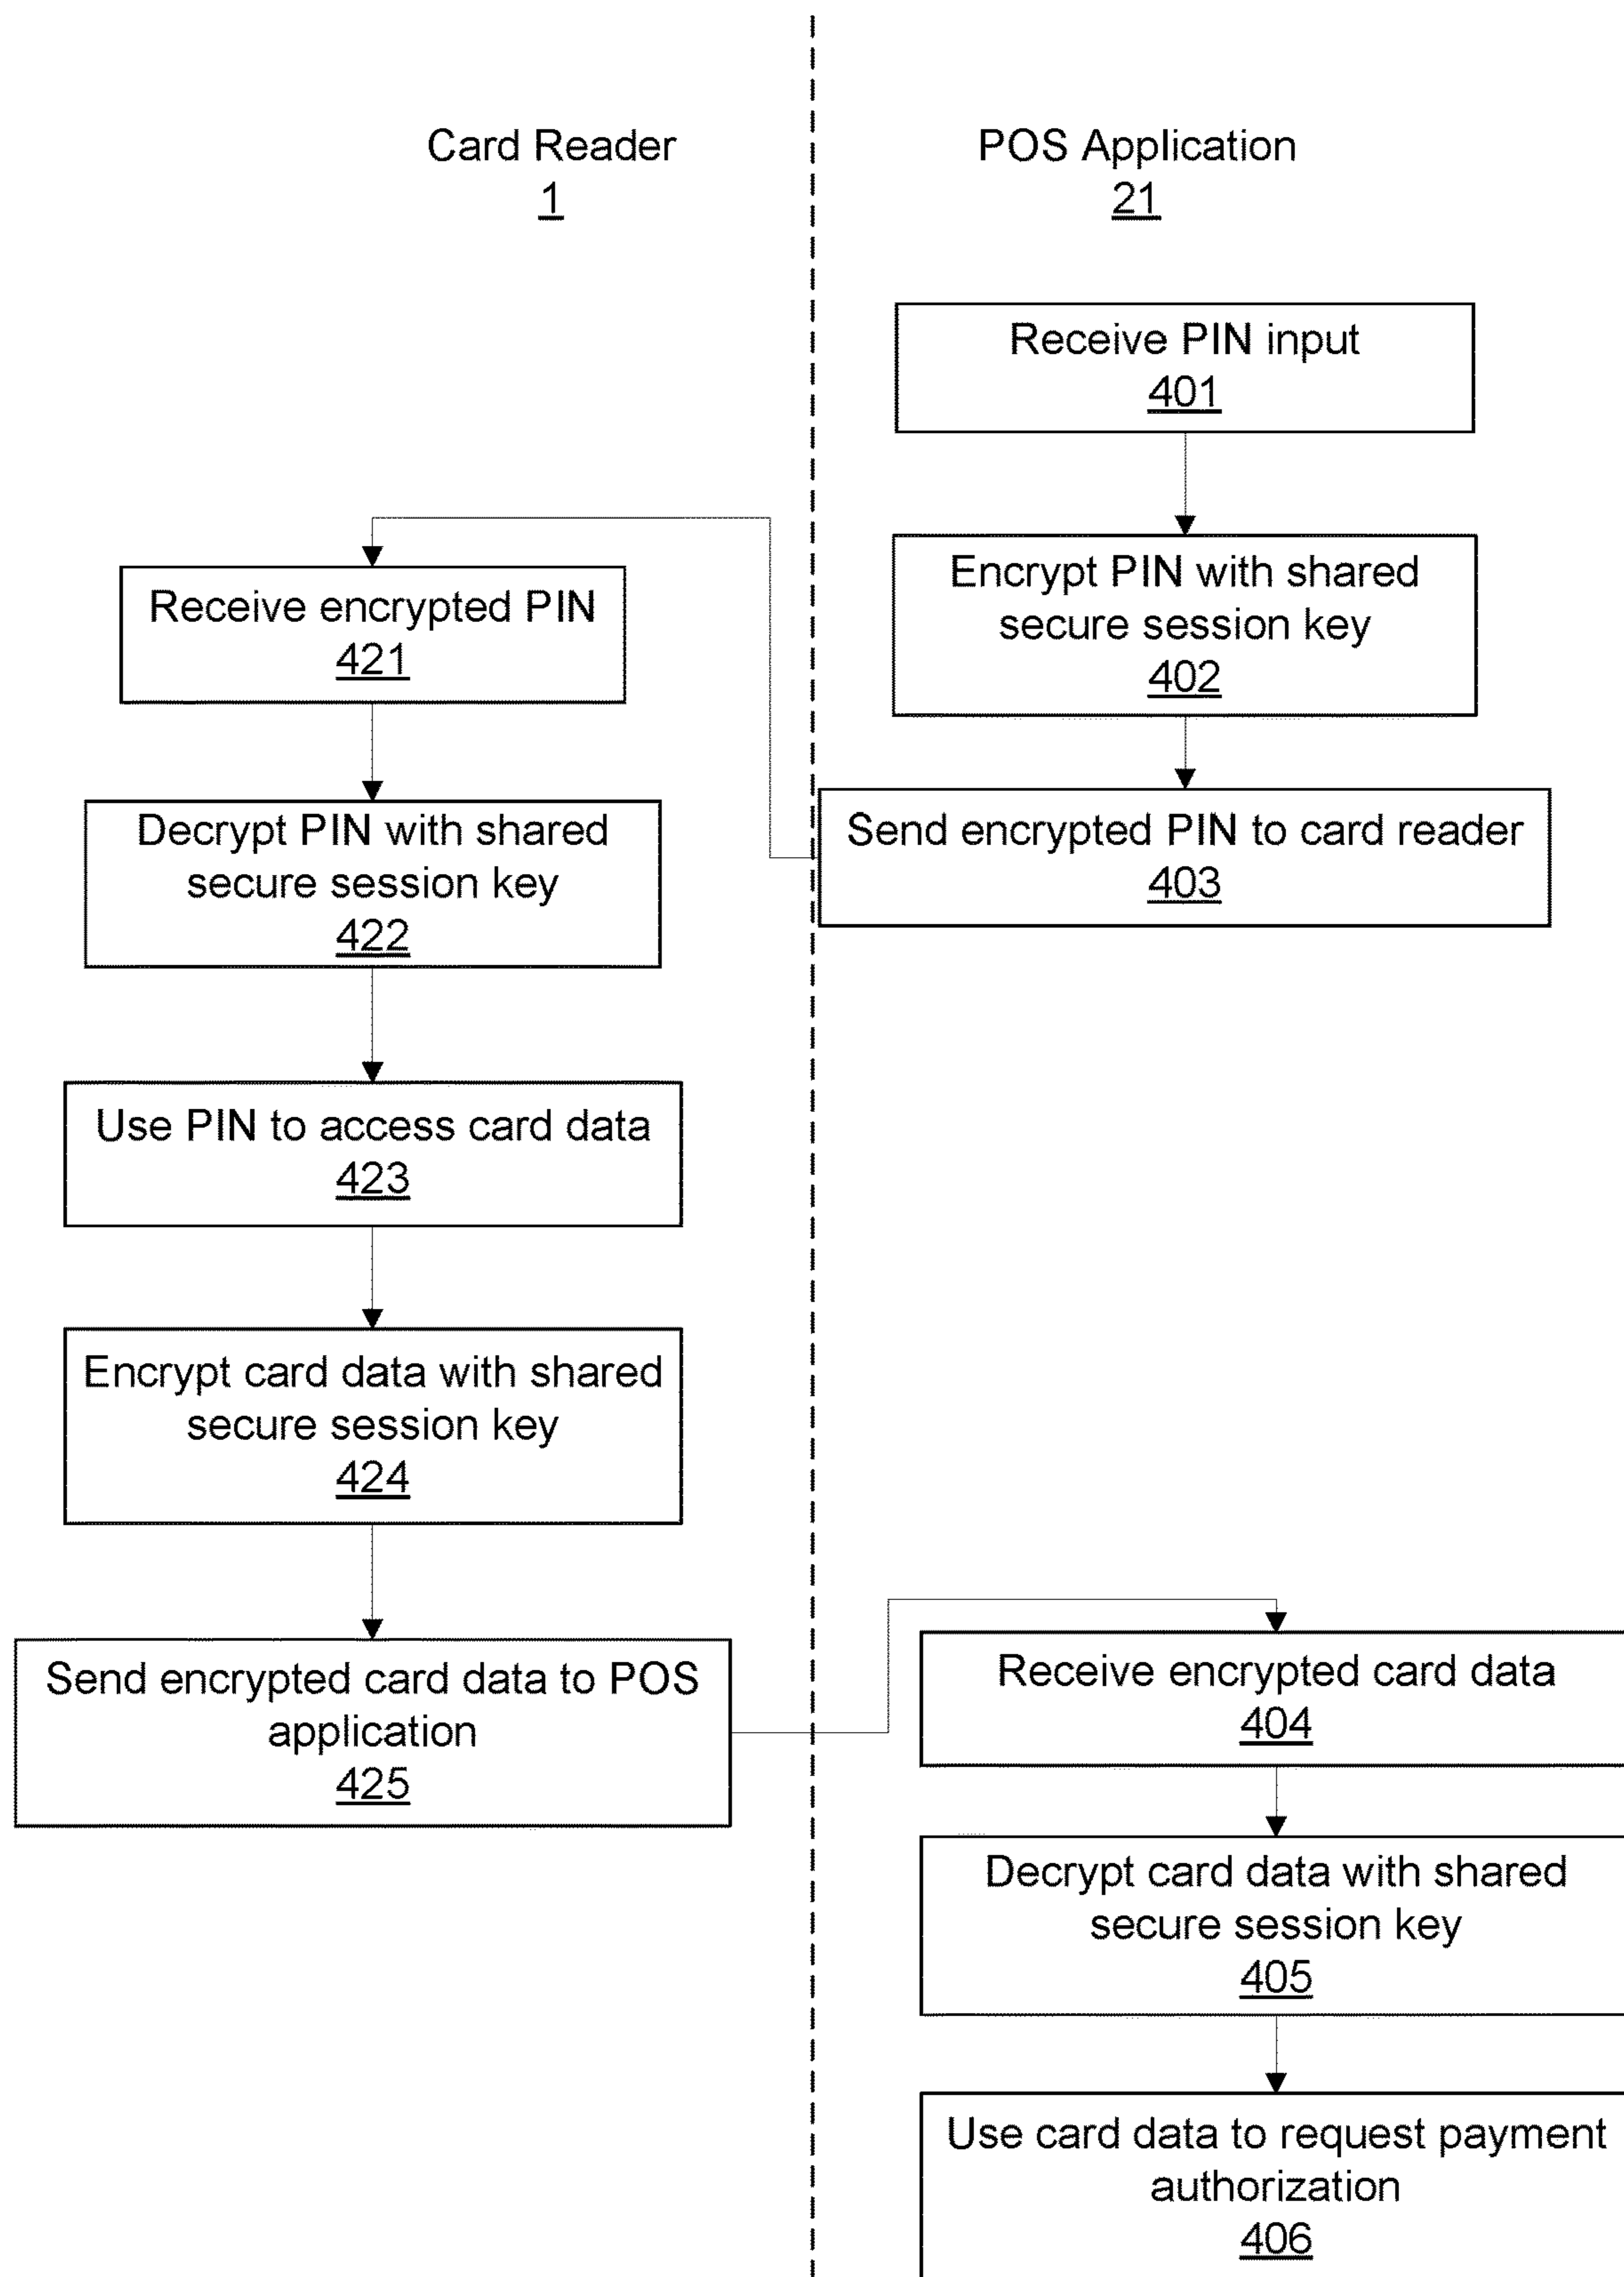 Card Reader
1
POS Application
21
Receive PIN input
401
Encrypt PIN with shared
secure session key
402
Send encrypted PIN to card reader
403
Receive encrypted PIN
421
Decrypt PIN with shared
secure session key
422
Use PIN to access card data
423
Encrypt card data with shared
secure session key
424
Send encrypted card data to POS
application
425
Receive encrypted card data
404
Decrypt card data with shared
secure session key
405
Use card data to request payment
authorization
406